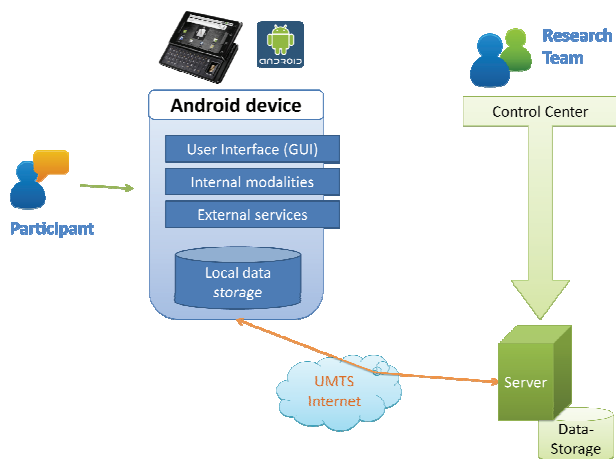 ANDROID
Research
Team
Android device
Control Center
User Interface (GUI)
Internal modalities
External services
Participant
Local data
storage
UMTS
Internet
Server
Data-
Storage